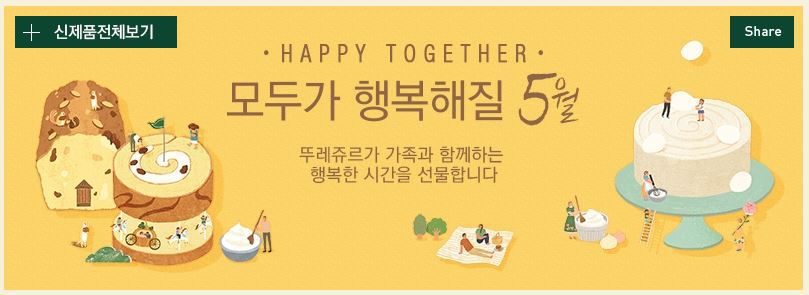 + 신제품전체보기
Share
• HAPPY TOGETHER •
모두가 행복해질 5월
뚜레쥬르가 가족과 함께하는
행복한 시간을 선물합니다